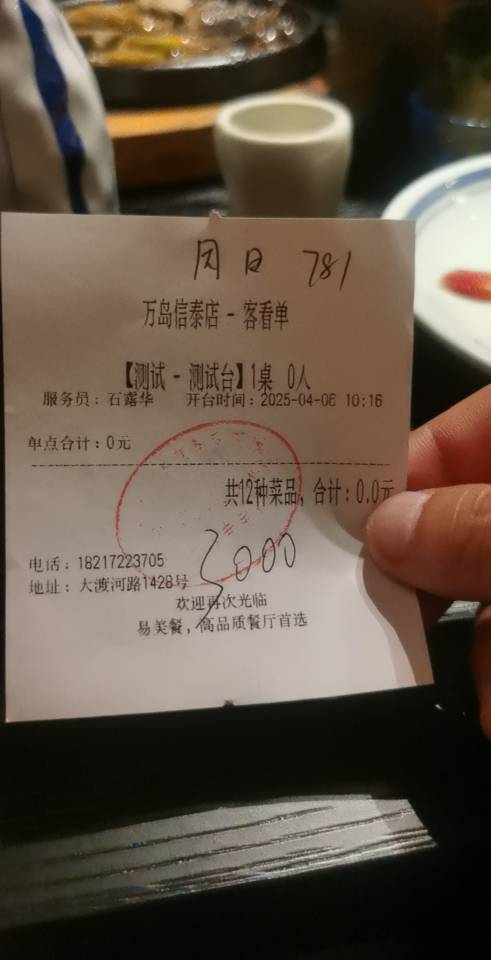 月日 781
万岛信泰店 - 客看单
【测试 - 测试台】1桌 0人
服务员：石露华 开台时间：2025-04-06 10:16
单点合计：0元
共12种菜品，合计：0.0元
3000
电话：18217223705
地址：大渡河路1428号
欢迎再次光临
易美餐，高品质餐厅首选